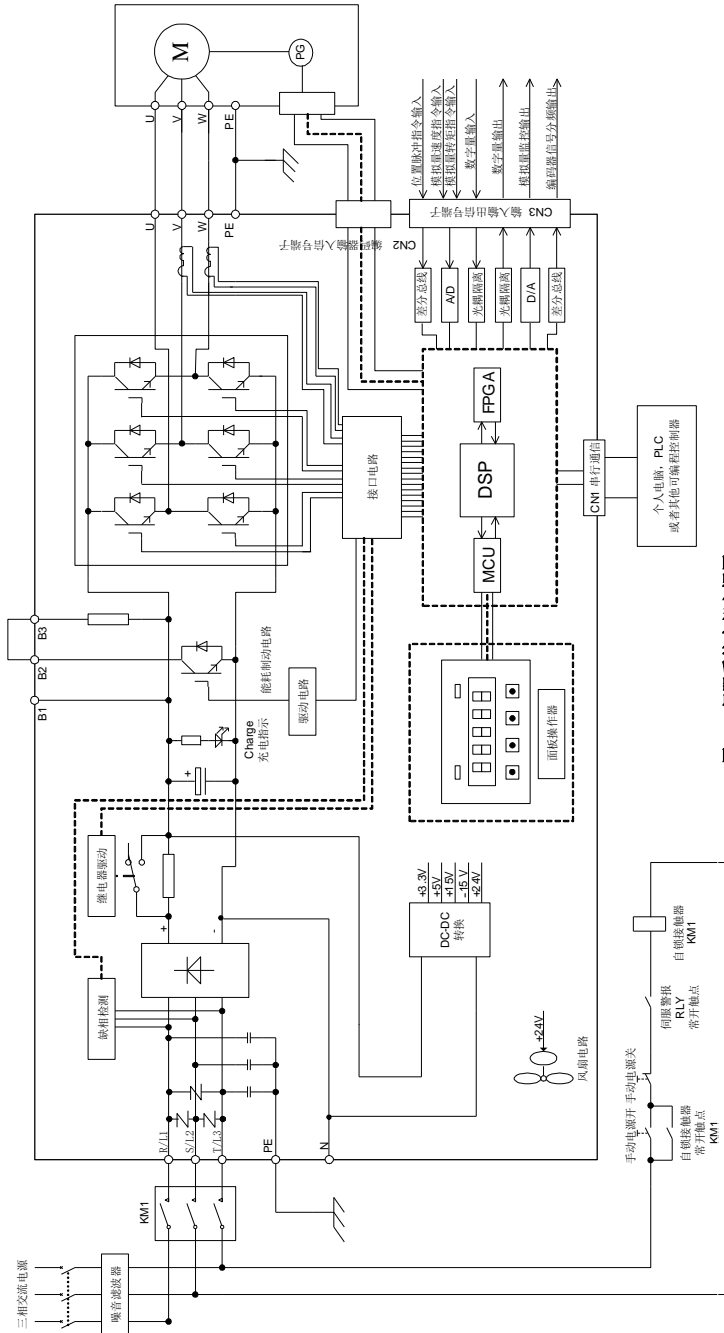 三相交流电源
噪音滤波器
KM1
R/L1
S/L2
T/L3
PE
N
缺相检测
继电器驱动
+
-
+
Charge
充电指示
B1
B2
B3
能耗制动电路
驱动电路
接口电路
U
V
W
PE
U
V
W
PE
M
PG
CN2 编码器输入信号端子
CN3 输入输出信号端子
位置脉冲指令输入
模拟量速度指令输入
模拟量转矩指令输入
数字量输入
数字量输出
模拟量监控输出
编码器信号分频输出
差分总线
A/D
光耦隔离
光耦隔离
D/A
差分总线
MCU
DSP
FPGA
CN1 串行通信
个人电脑，PLC
或者其他可编程控制器
面板操作器
DC-DC
转换
+3.3V
+5V
+15V
-15V
+24V
+24V
风扇电路
手动电源开
手动电源关
自锁接触器
常开触点
KM1
伺服警报
RLY
常开触点
自锁接触器
KM1